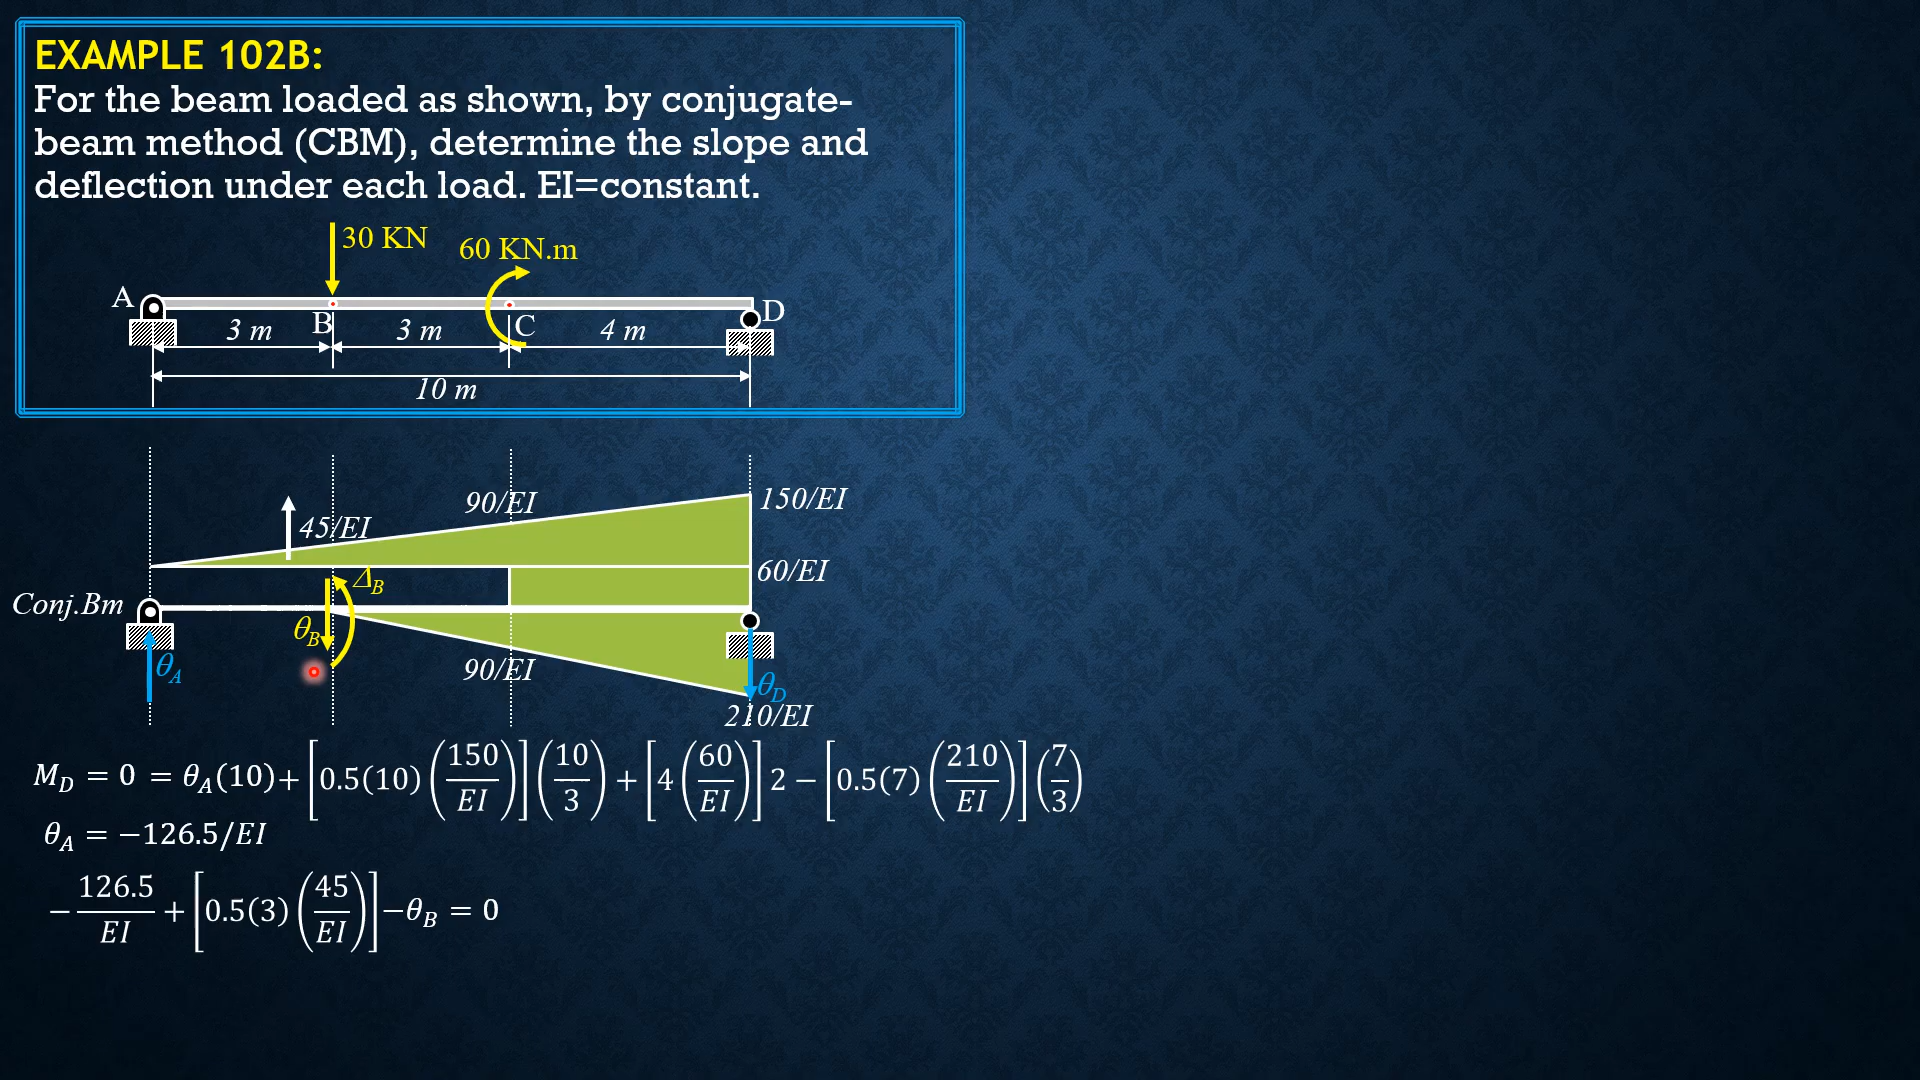 EXAMPLE 102B:
For the beam loaded as shown, by conjugate-
beam method (CBM), determine the slope and
deflection under each load. EI=constant.
30 KN
60 KN.m
A
B
C
D
3 m
3 m
4 m
10 m
90/EI
150/EI
45/EI
60/EI
Δ_B
Conj.Bm
θ_B
θ_A
90/EI
θ_D
210/EI
M_D = 0 = θ_A(10)+ [0.5(10)(150/EI)](10/3) + [4(60/EI)]2 − [0.5(7)(210/EI)](7/3)
θ_A = −126.5/EI
−126.5/EI + [0.5(3)(45/EI)]−θ_B = 0